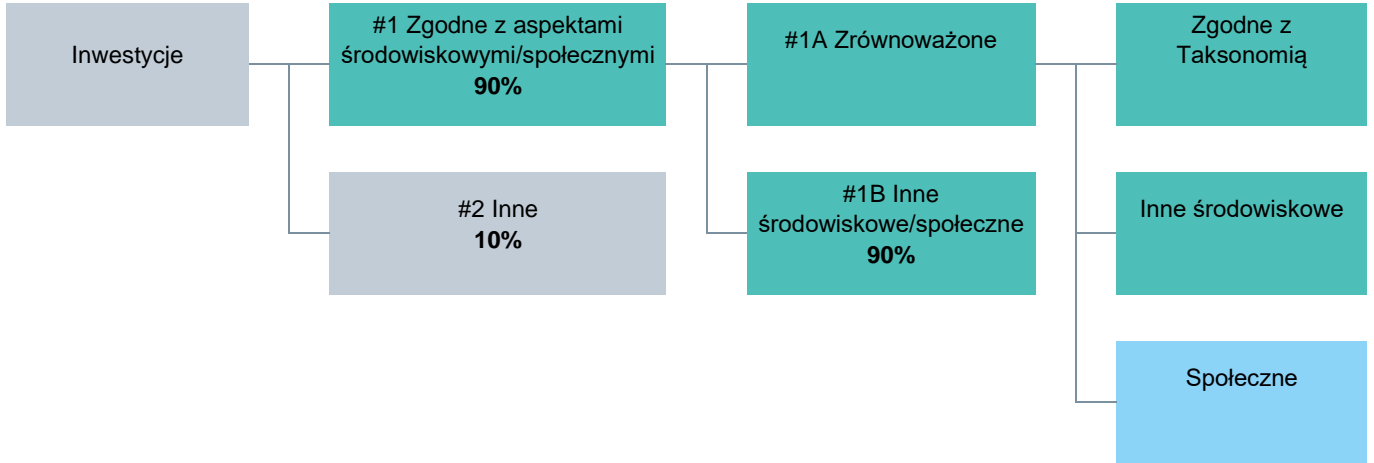 Inwestycje
#1 Zgodne z aspektami
środowiskowymi/społecznymi
90%
#1A Zrównoważone
Zgodne z
Taksonomią
#2 Inne
10%
#1B Inne
środowiskowe/społeczne
90%
Inne środowiskowe
Społeczne